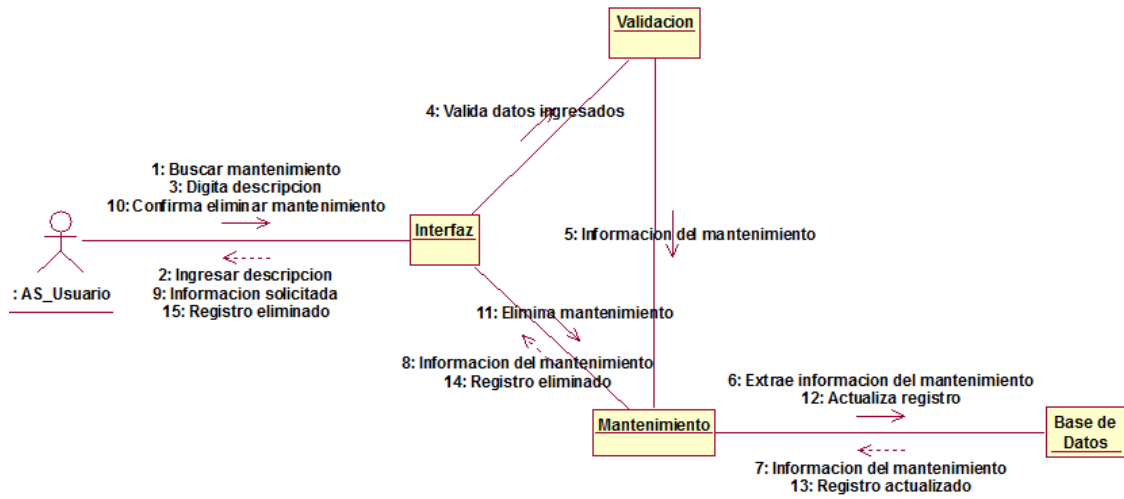 Validacion
4: Valida datos ingresados
1: Buscar mantenimiento
3: Digita descripcion
10: Confirma eliminar mantenimiento
Interfaz
5: Informacion del mantenimiento
: AS_Usuario
2: Ingresar descripcion
9: Informacion solicitada
15: Registro eliminado
11: Elimina mantenimiento
8: Informacion del mantenimiento
14: Registro eliminado
6: Extrae informacion del mantenimiento
12: Actualiza registro
Mantenimiento
Base de
Datos
7: Informacion del mantenimiento
13: Registro actualizado